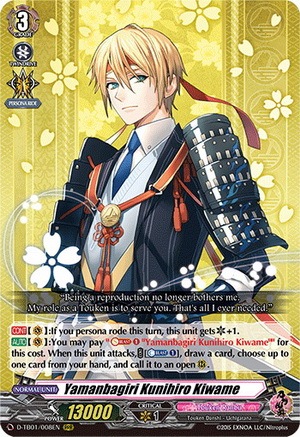 3
GRADE
TWINDRIVE
PERSONA RIDE
"Being a reproduction no longer bothers me.
My role as a Touken is to serve you. That's all I ever needed."
CONT【】:If you persona rode this turn, this unit gets +1.
AUTO【】:You may pay "【】"Yamanbagiri Kunihiro Kiwame"" for
this cost. When this unit attacks, 【】, draw a card, choose up to
one card from your hand, and call it to an open.
NORMAL UNIT
Yamanbagiri Kunihiro Kiwame
POWER 13000
CRITICAL
1
Touken Danshi
D-TB01/008EN RRR
©2015 EXNOA LLC/Nitroplus